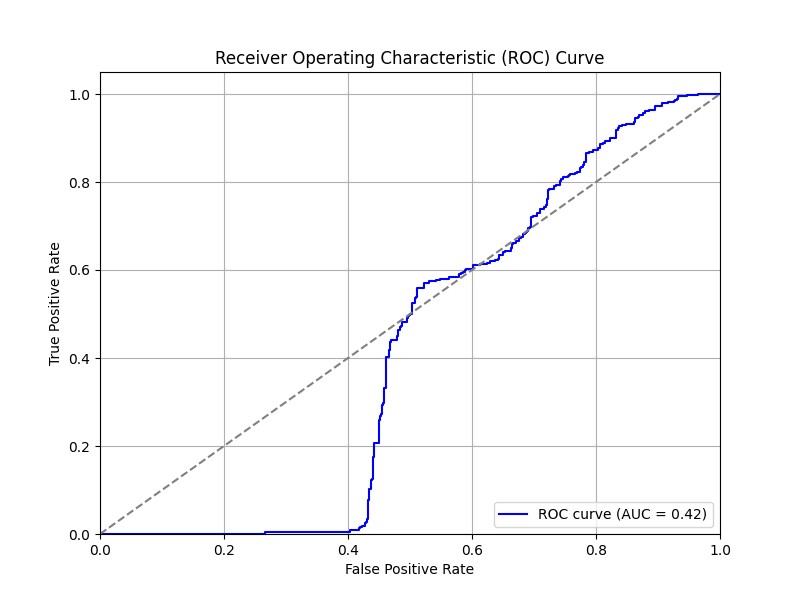 Receiver Operating Characteristic (ROC) Curve
True Positive Rate
1.0
0.8
0.6
0.4
0.2
0.0
ROC curve (AUC = 0.42)
0.0 0.2 0.4 0.6 0.8 1.0
False Positive Rate